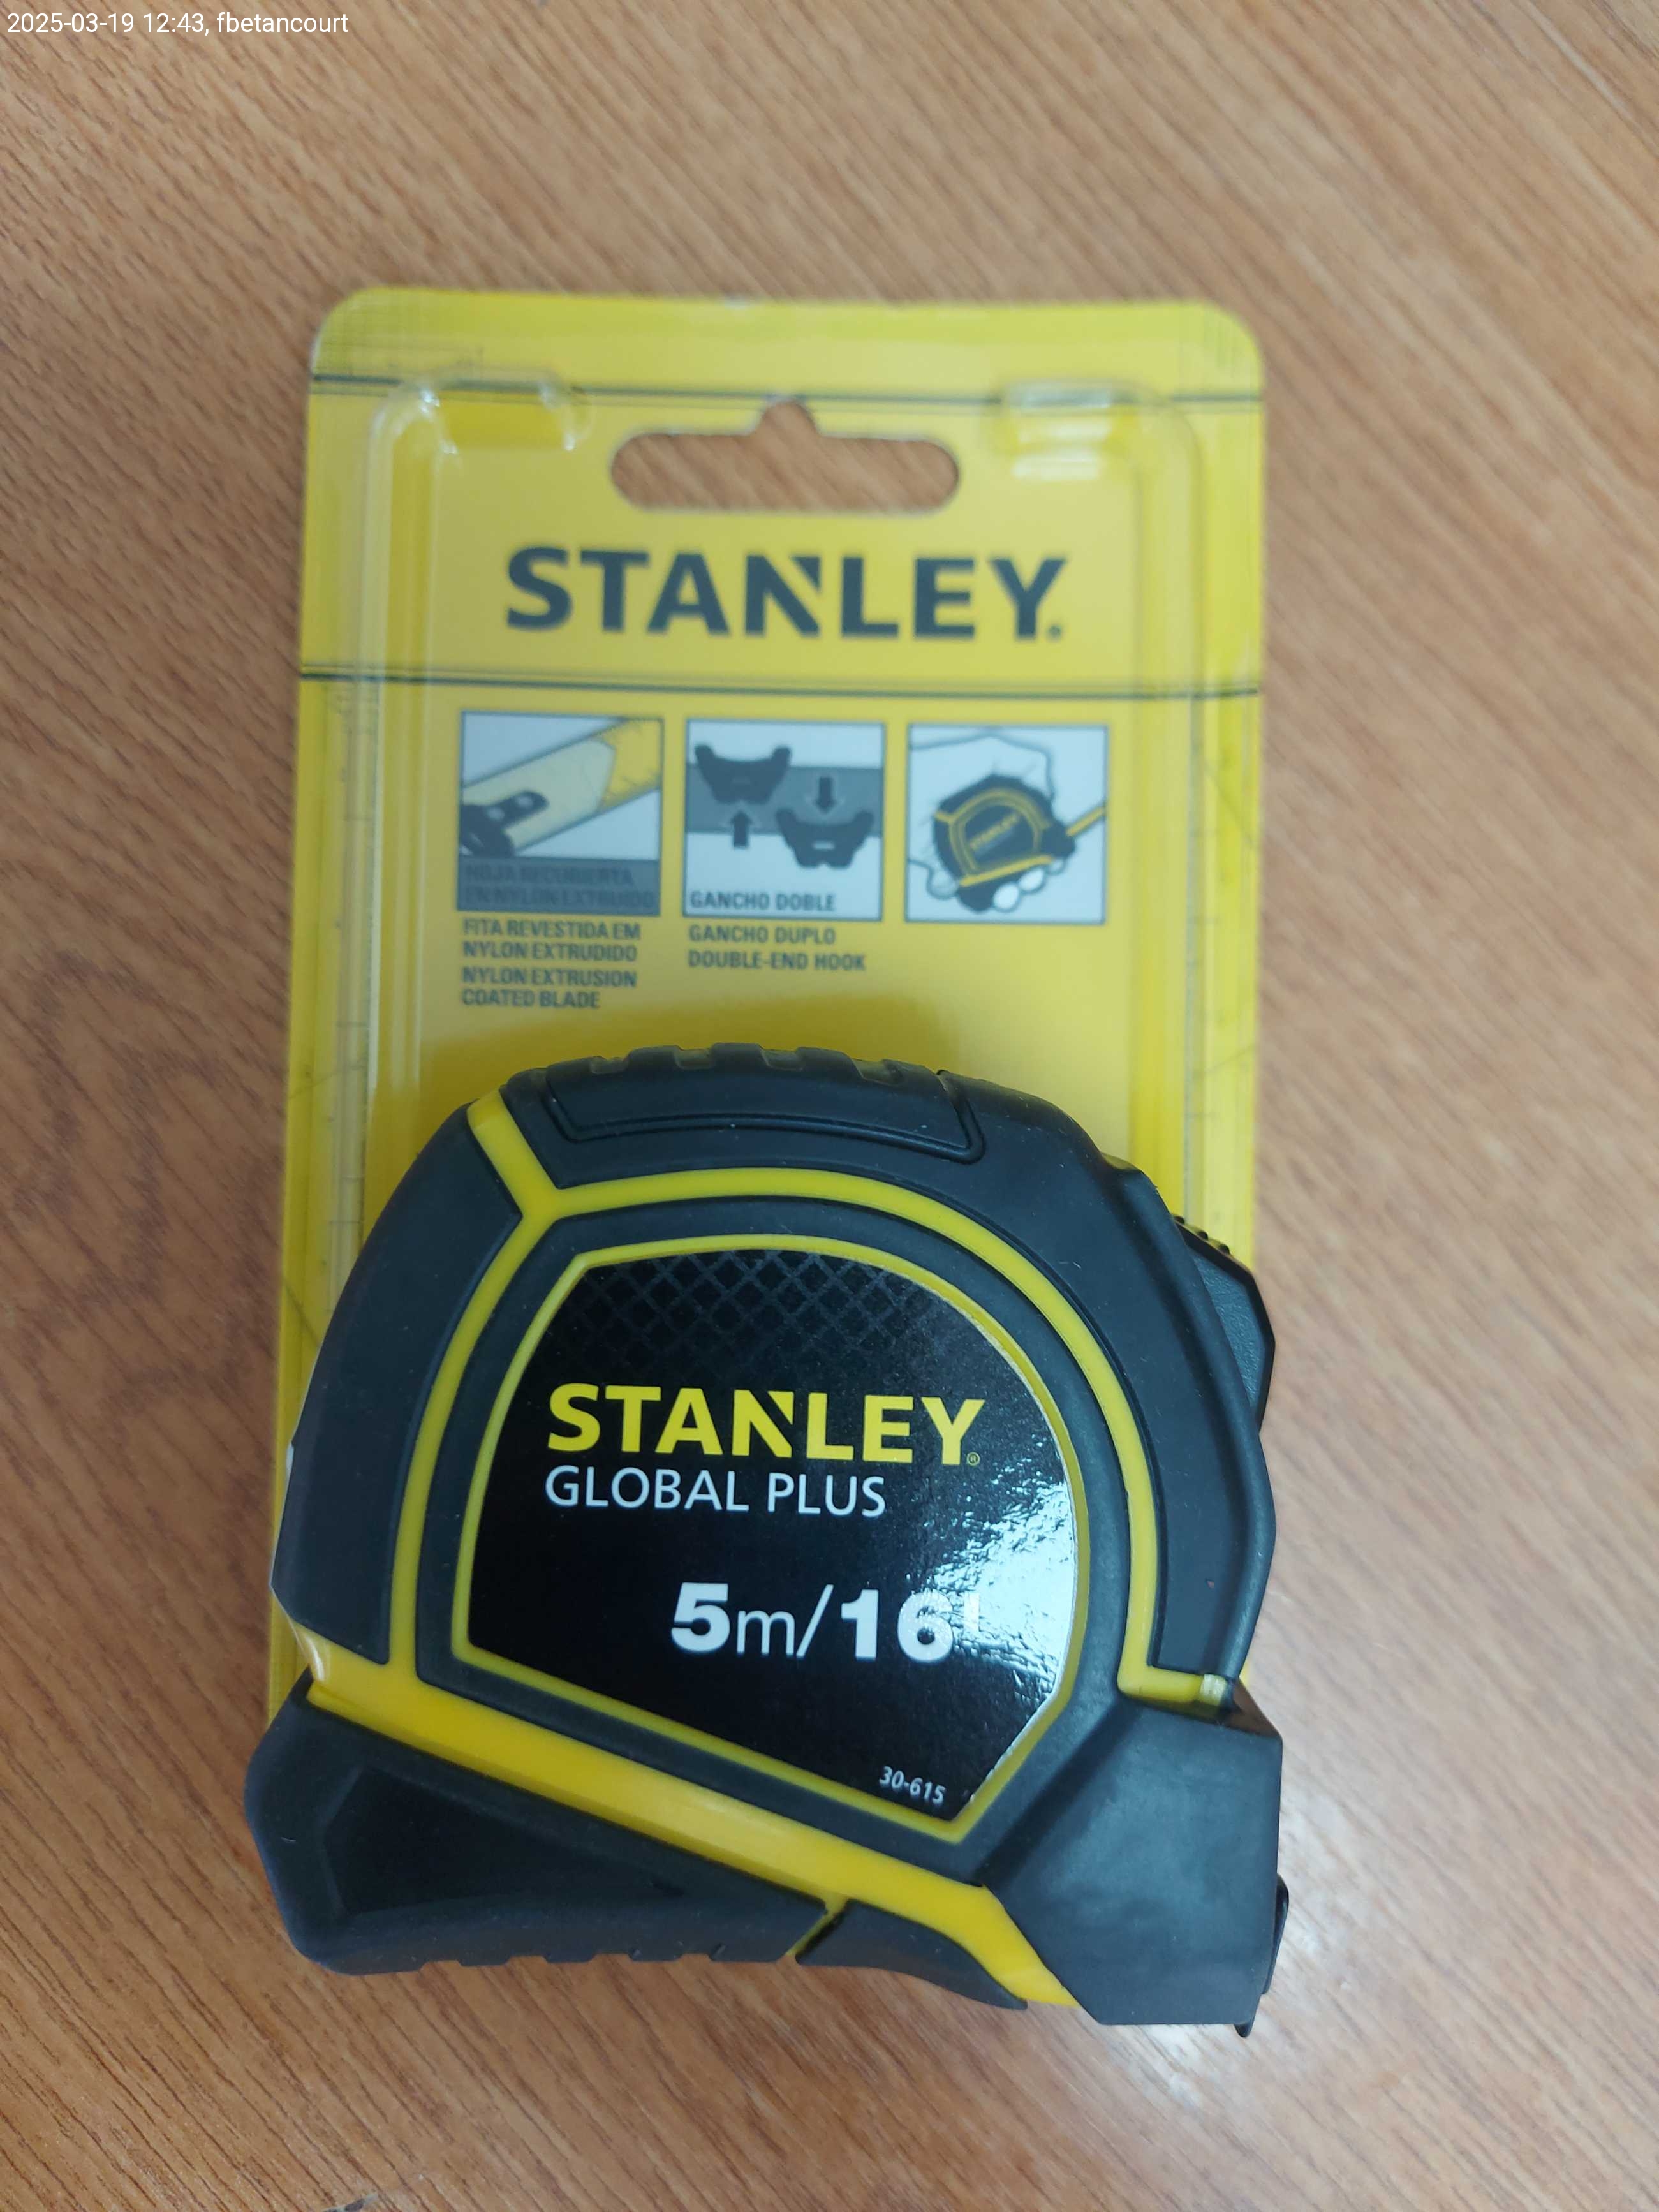 2025-03-19 12:43, fbetancourt
STANLEY.
HOJA RECUBIERTA
EN NYLON EXTRUIDO
FITA REVESTIDA EM
NYLON EXTRUDIDO
NYLON EXTRUSION
COATED BLADE
GANCHO DOBLE
GANCHO DUPLO
DOUBLE-END HOOK
STANLEY
STANLEY®
GLOBAL PLUS
5m/16'
30-615